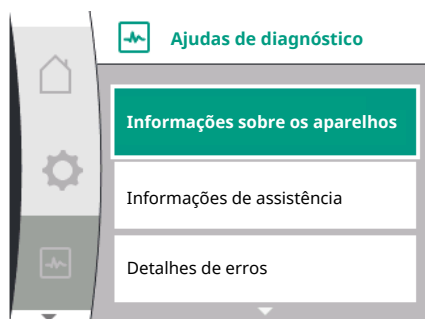 Ajudas de diagnóstico
Informações sobre os aparelhos
Informações de assistência
Detalhes de erros